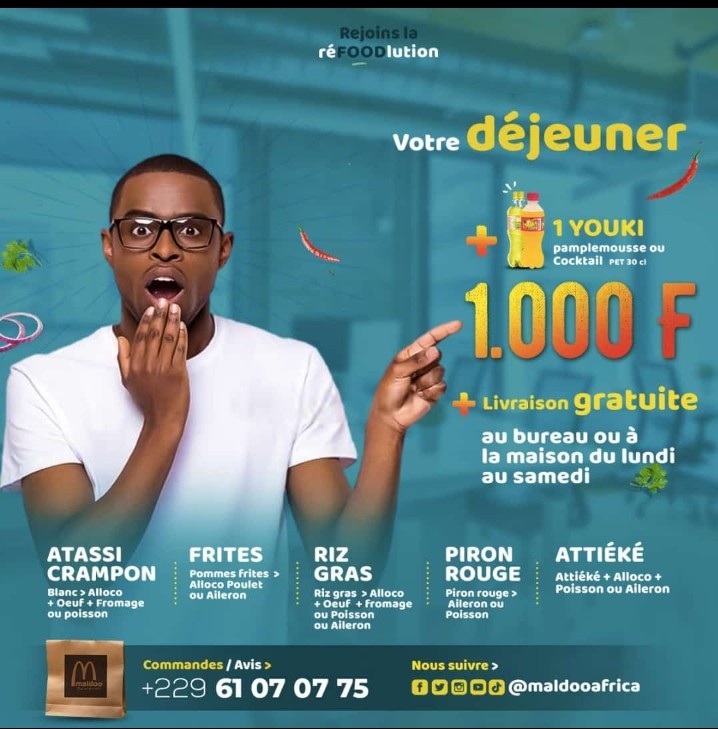 Rejoins la
réFOODlution
Votre déjeuner
+ 1 YOUKI
pamplemousse ou
Cocktail PET 30 cl
1.000 F
+ Livraison gratuite
au bureau ou à
la maison du lundi
au samedi
ATASSI
CRAMPON
Blanc > Alloco
+ Oeuf + Fromage
ou poisson
FRITES
Pommes frites >
Alloco Poulet
ou Aileron
RIZ
GRAS
Riz gras > Alloco
+ Oeuf + fromage
ou Poisson
ou Aileron
PIRON
ROUGE
Piron rouge >
Aileron ou
Poisson
ATTIÉKÉ
Attiéké + Alloco +
Poisson ou Aileron
maldoo
Commandes / Avis >
+229 61 07 07 75
Nous suivre >
@maldooafrica